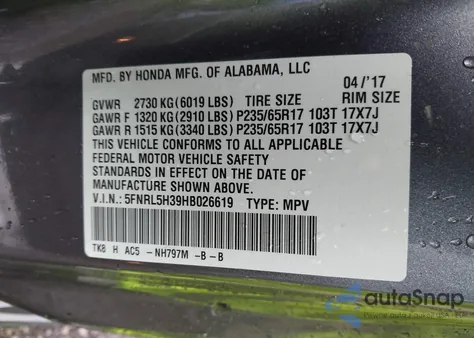 MFD. BY HONDA MFG. OF ALABAMA, LLC
04/'17
GVWR 2730 KG(6019 LBS) TIRE SIZE RIM SIZE
GAWR F 1320 KG(2910 LBS)P235/65R17 103T 17X7J
GAWR R 1515 KG(3340 LBS)P235/65R17 103T 17X7J
THIS VEHICLE CONFORMS TO ALL APPLICABLE
FEDERAL MOTOR VEHICLE SAFETY
STANDARDS IN EFFECT ON THE DATE OF
MANUFACTURE SHOWN ABOVE.
V.I.N.: 5FNRL5H39HB026619 TYPE: MPV
TK8 H AC5 -NH797M -B-B
autoSnap